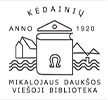 KĖDAINIŲ
ANNO 1920
MIKALOJAUS DAUKŠOS
VIEŠOJI BIBLIOTEKA